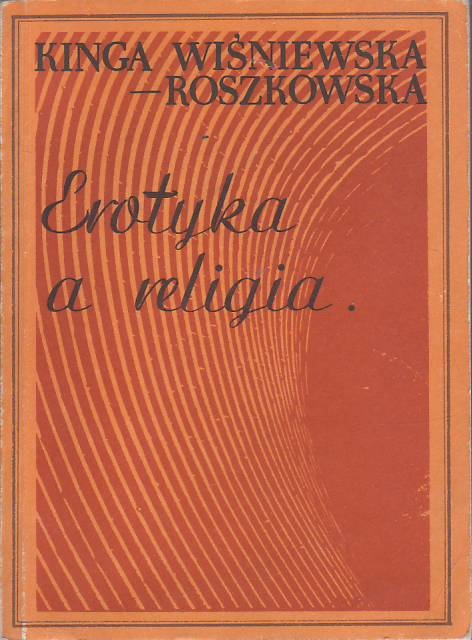 KINGA WIŚNIEWSKA
—ROSZKOWSKA
Erotyka
a religia.